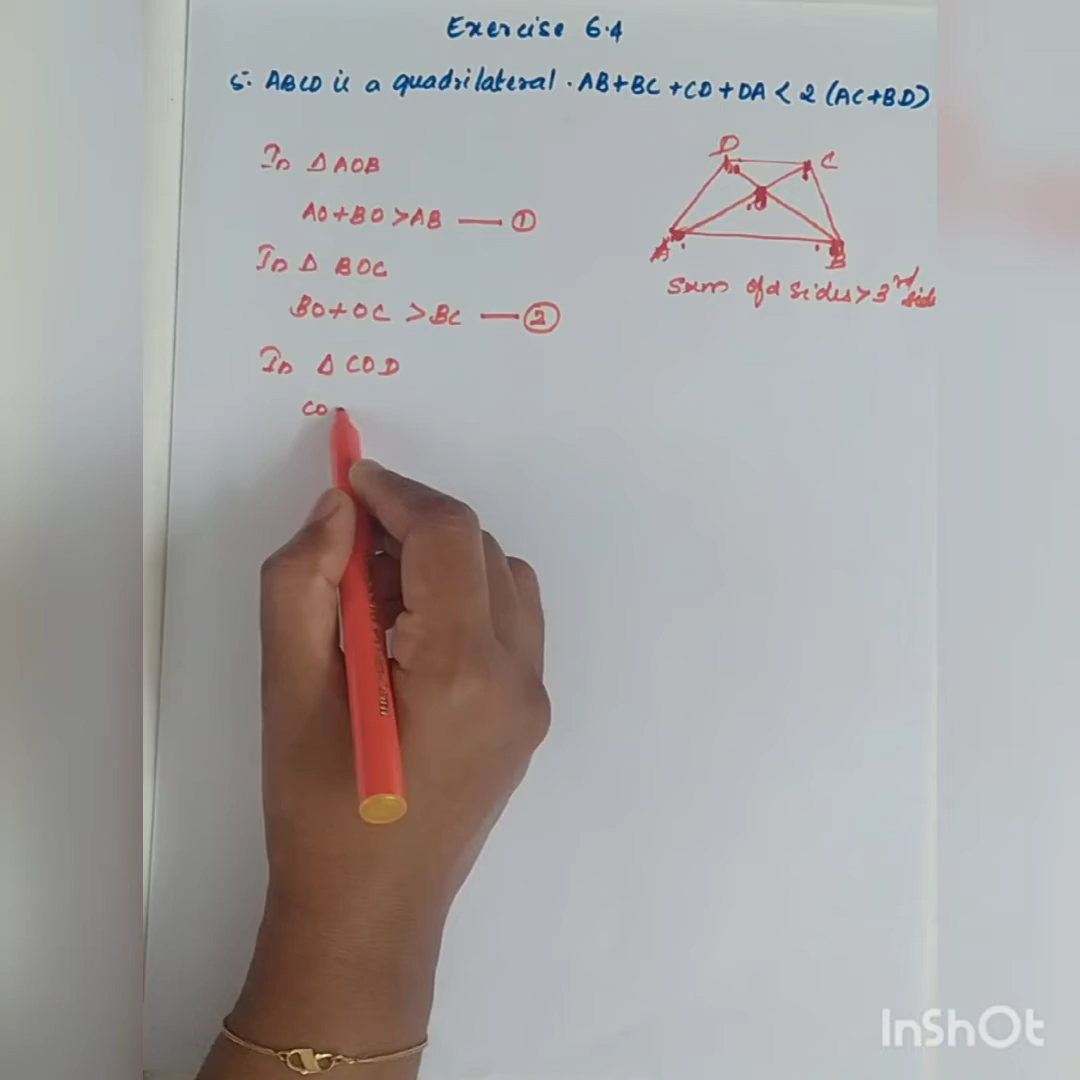 Exercise 6.4
5. ABCD is a quadrilateral. AB+BC+CD+DA < 2 (AC+BD)
In Δ AOB
AO+BO > AB — ①
In Δ BOC
BO+OC > BC — ②
In Δ COD
CO
D
C
O
A
B
Sum of 2 sides > 3rd side
InShOt